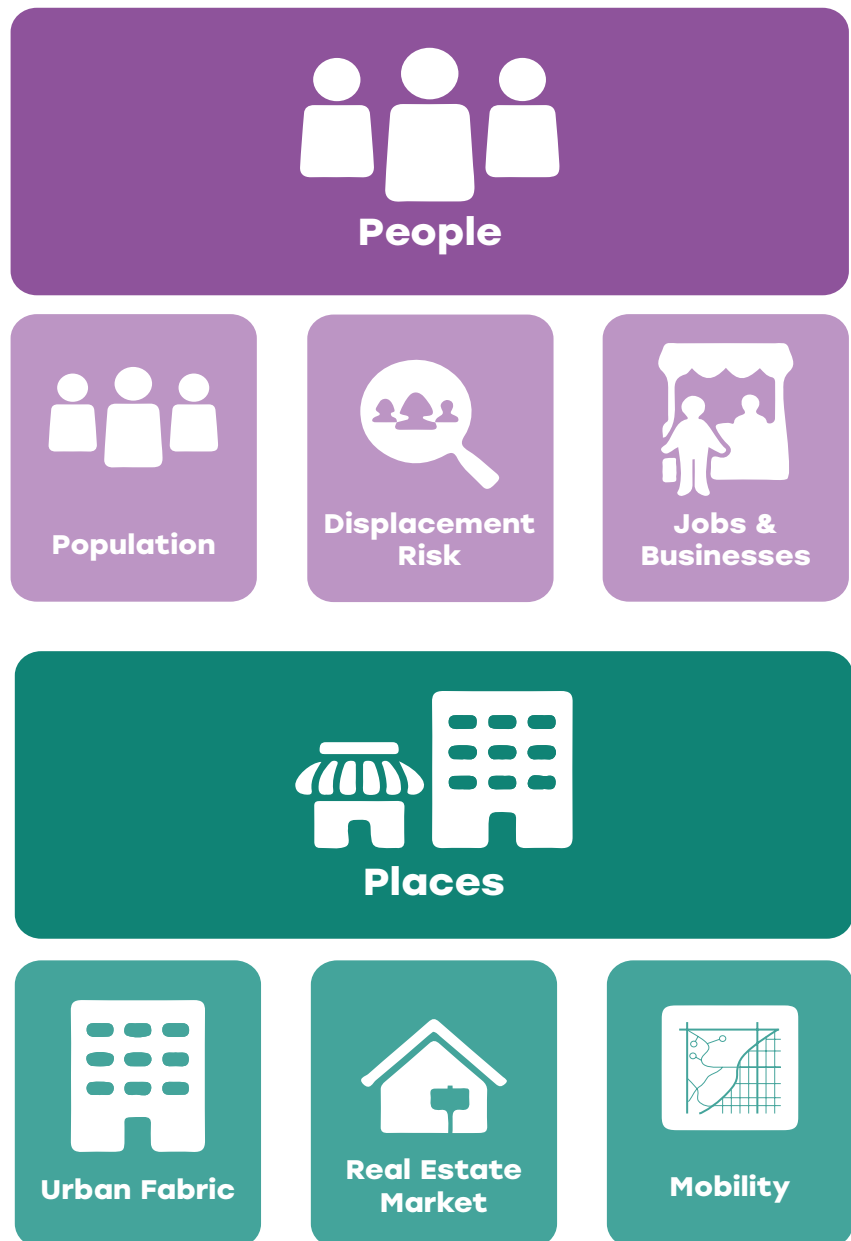 People
Population
Displacement
Risk
Jobs &
Businesses
Places
Urban Fabric
Real Estate
Market
Mobility